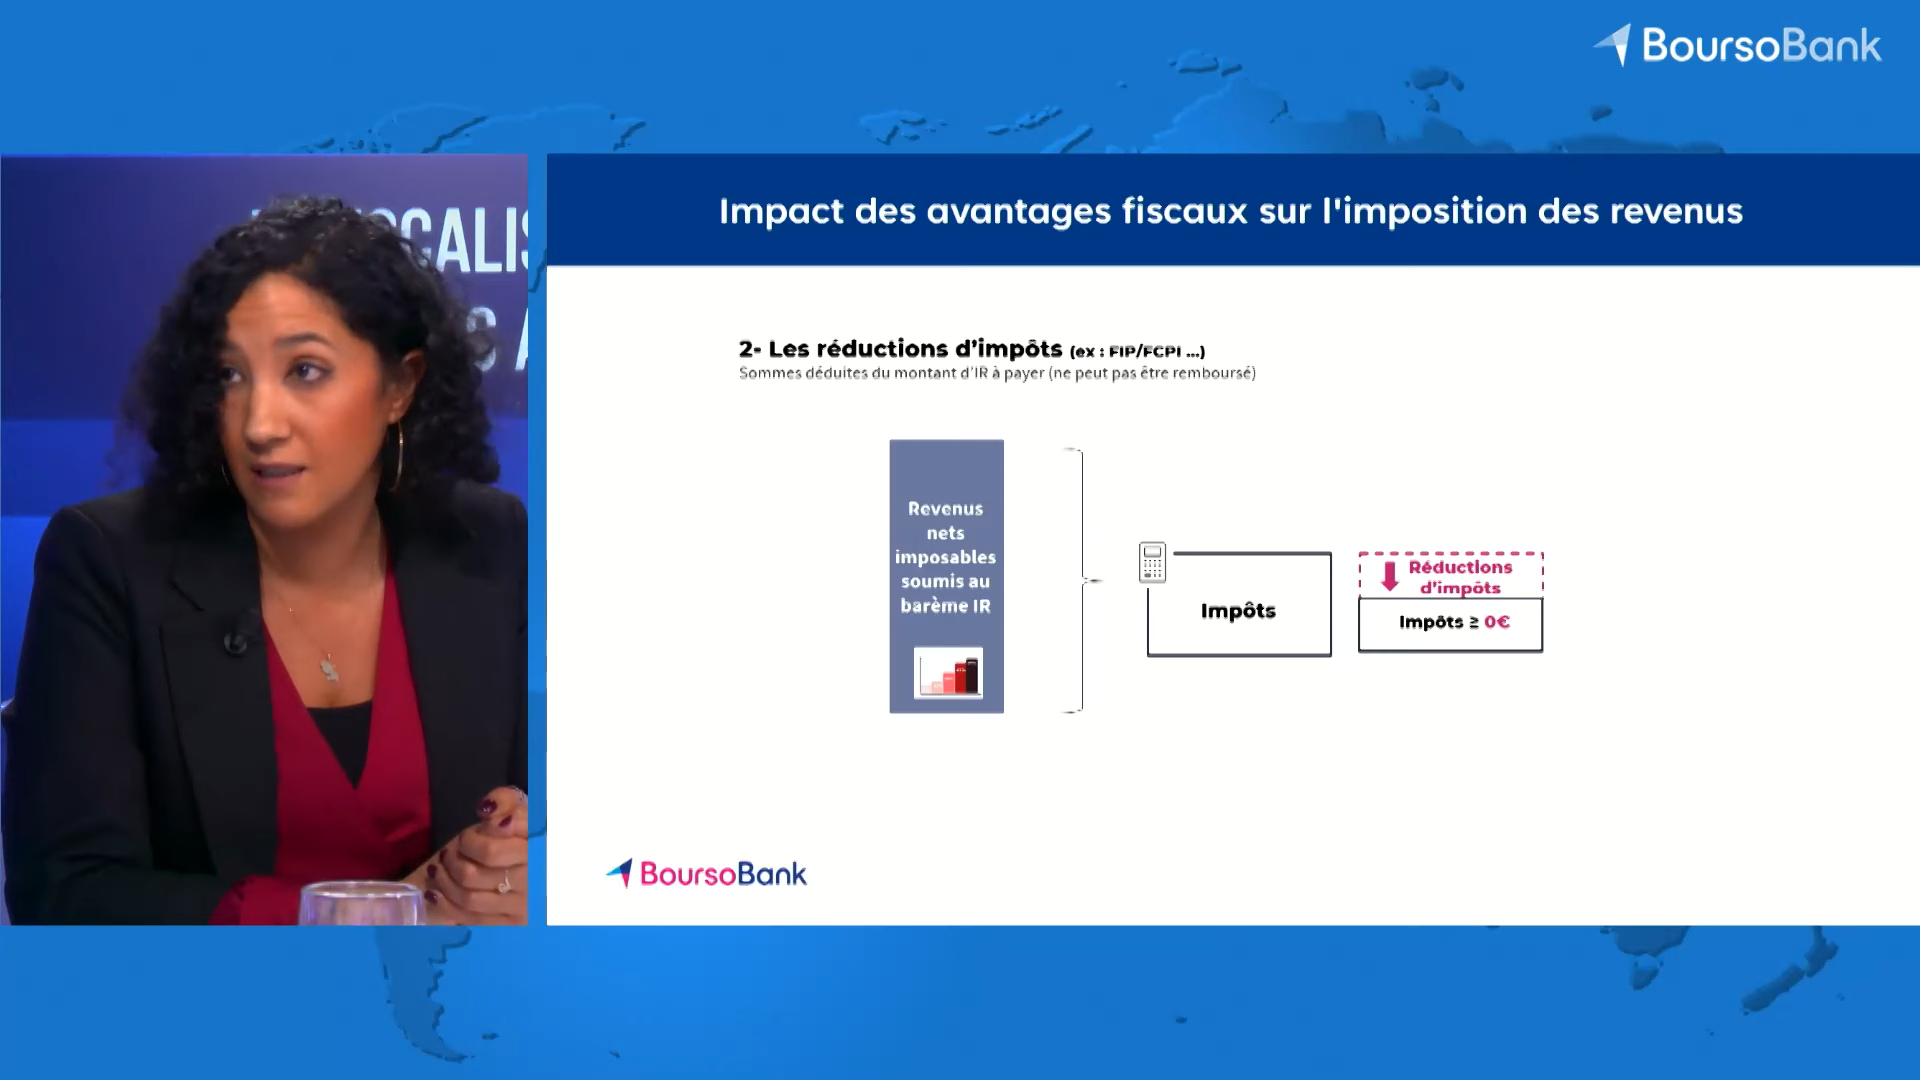 BoursoBank
Impact des avantages fiscaux sur l'imposition des revenus
2- Les réductions d'impôts (ex : FIP/FCPI ...)
Sommes déduites du montant d'IR à payer (ne peut pas être remboursé)
Revenus
nets
imposables
soumis au
barème IR
Impôts
Réductions
d'impôts
Impôts ≥ 0€
BoursoBank